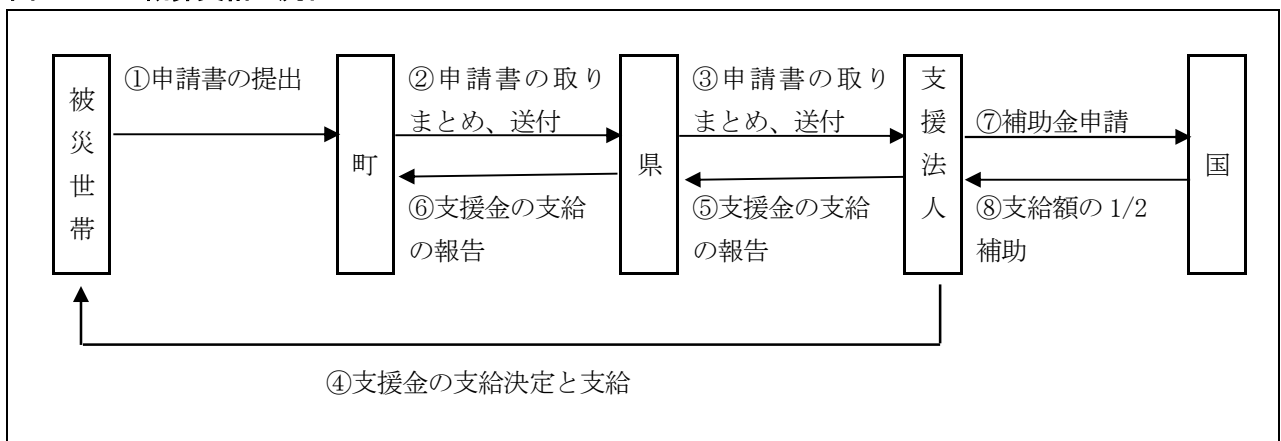 被災世帯
①申請書の提出
町
②申請書の取り
まとめ、送付
⑥支援金の支給
の報告
県
③申請書の取り
まとめ、送付
⑤支援金の支給
の報告
支援法人
⑦補助金申請
⑧支給額の 1/2
補助
国
④支援金の支給決定と支給